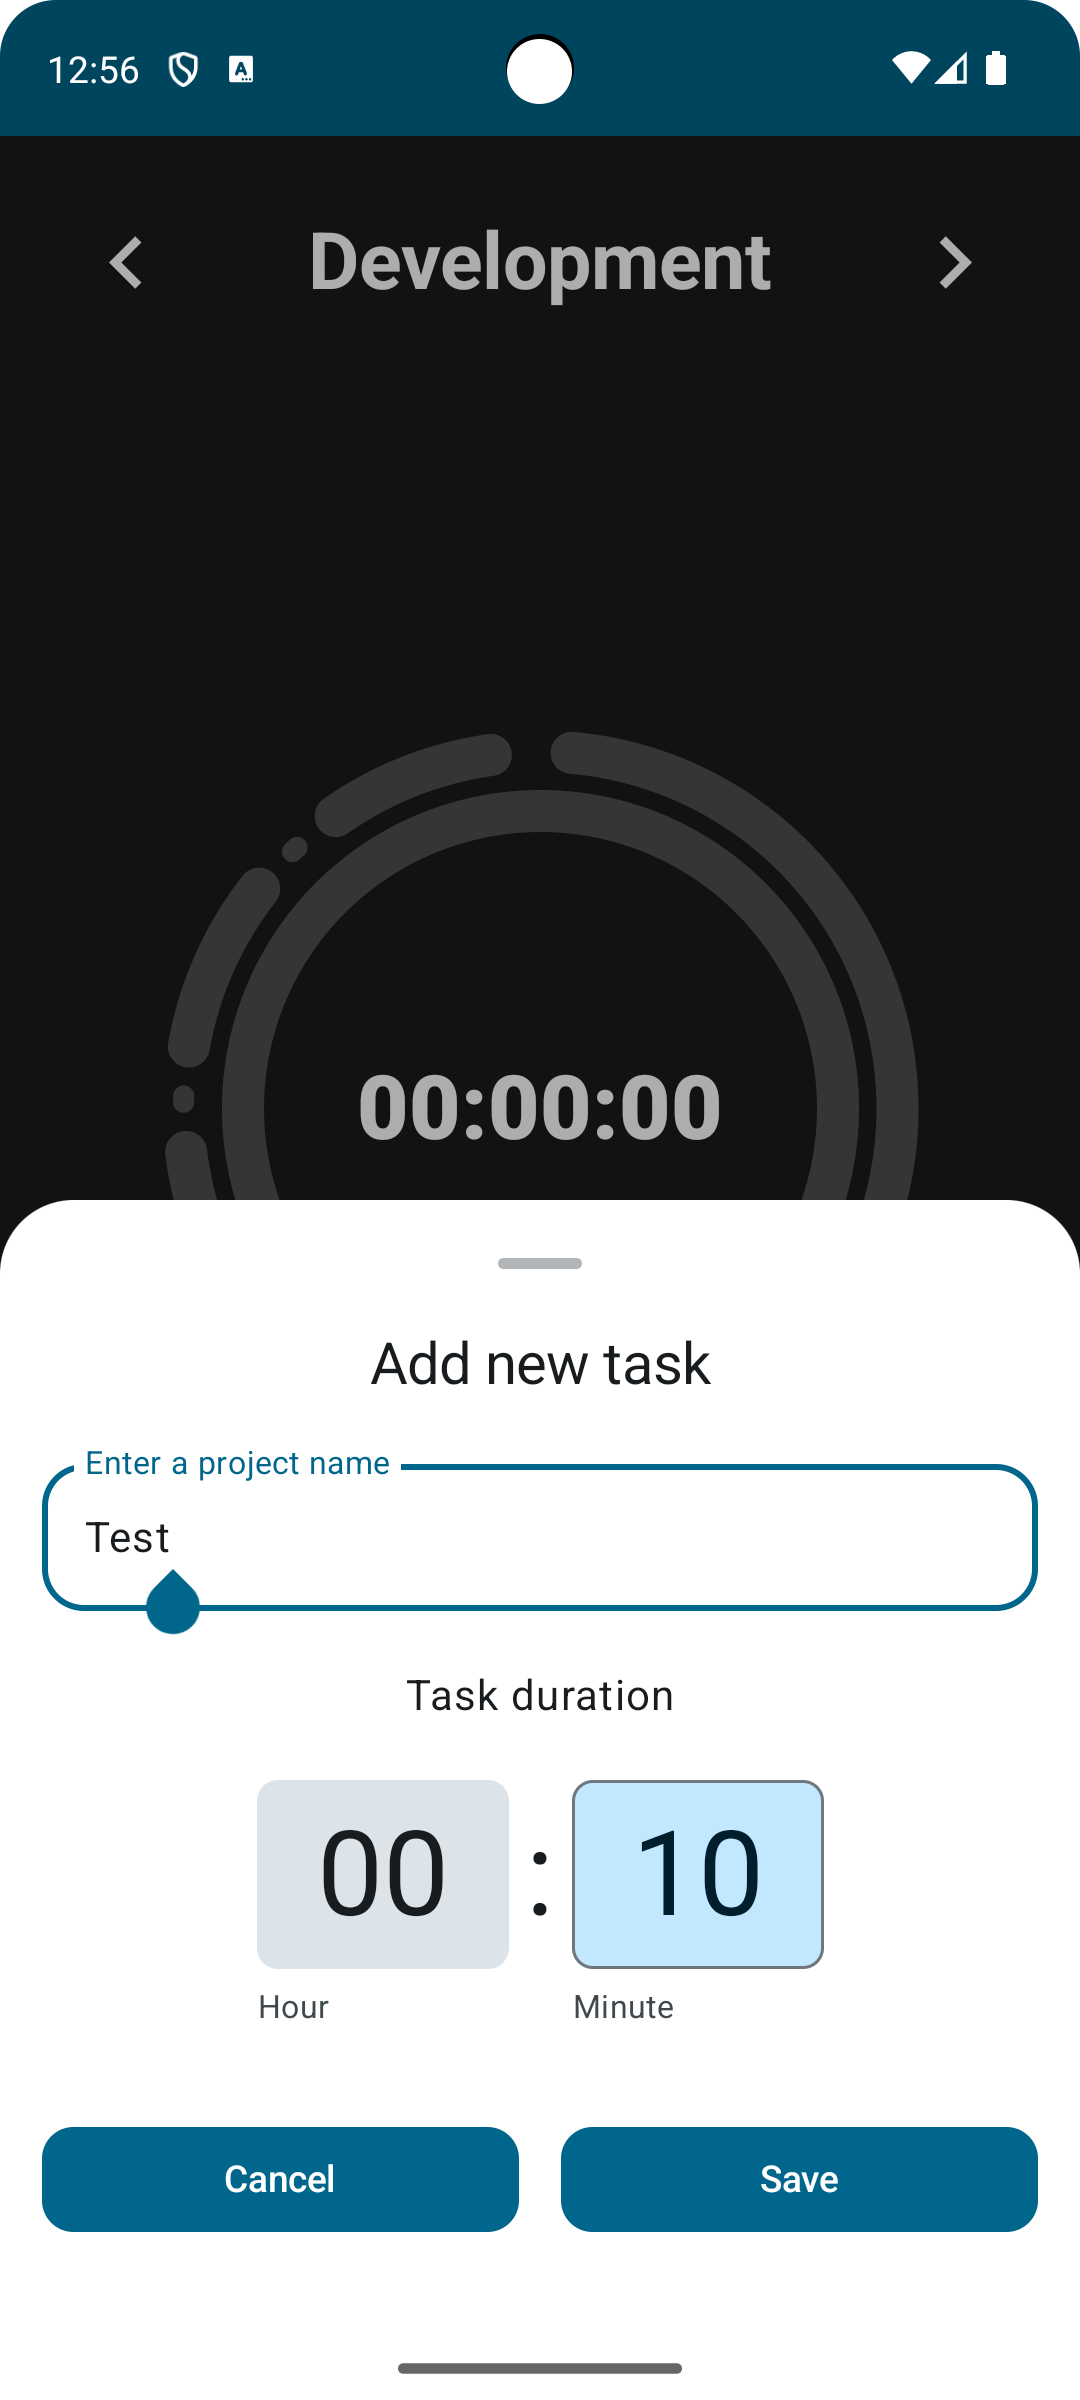 12:56
Development
00:00:00
Add new task
Enter a project name
Test
Task duration
00:10
Hour Minute
Cancel Save